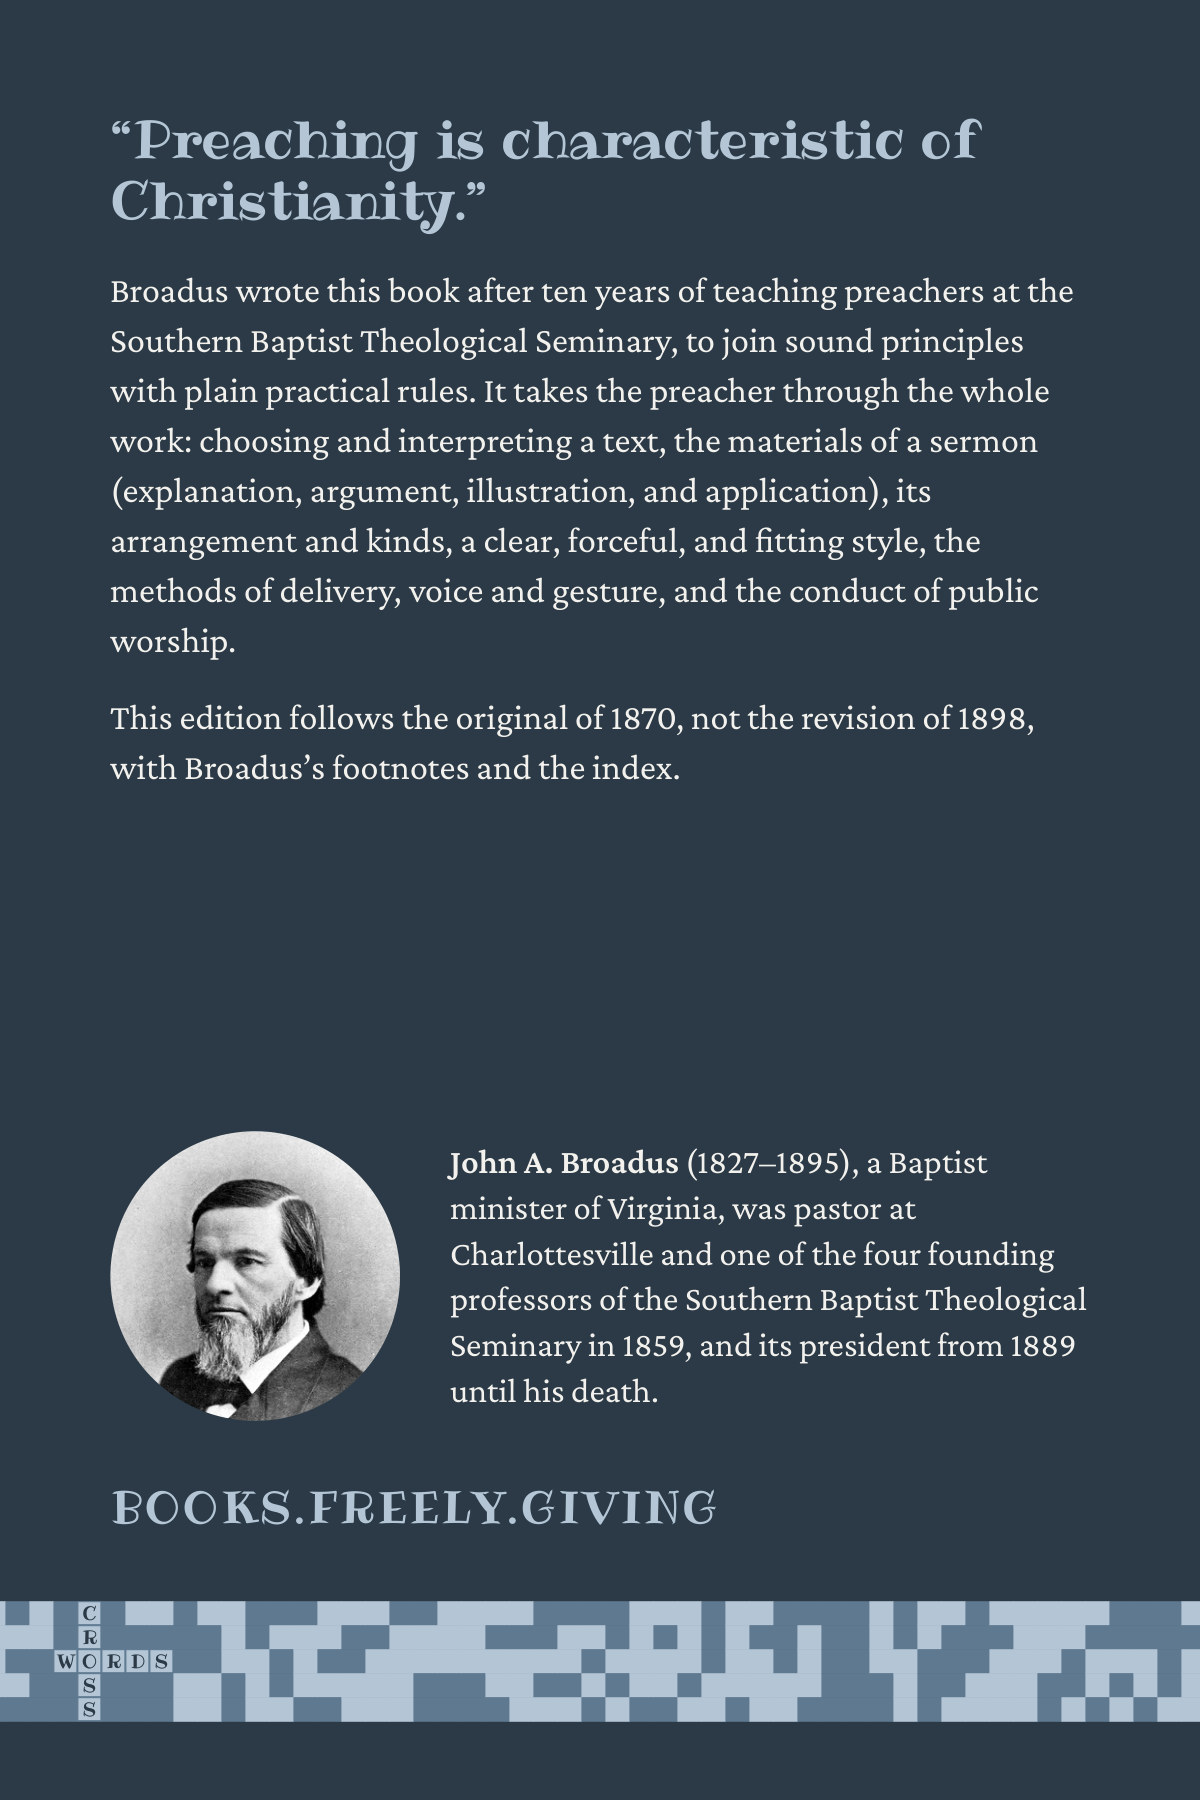 “Preaching is characteristic of
Christianity.”
Broadus wrote this book after ten years of teaching preachers at the
Southern Baptist Theological Seminary, to join sound principles
with plain practical rules. It takes the preacher through the whole
work: choosing and interpreting a text, the materials of a sermon
(explanation, argument, illustration, and application), its
arrangement and kinds, a clear, forceful, and fitting style, the
methods of delivery, voice and gesture, and the conduct of public
worship.
This edition follows the original of 1870, not the revision of 1898,
with Broadus’s footnotes and the index.
John A. Broadus (1827–1895), a Baptist
minister of Virginia, was pastor at
Charlottesville and one of the four founding
professors of the Southern Baptist Theological
Seminary in 1859, and its president from 1889
until his death.
BOOKS.FREELY.GIVING
C
R
WORDS
S
S